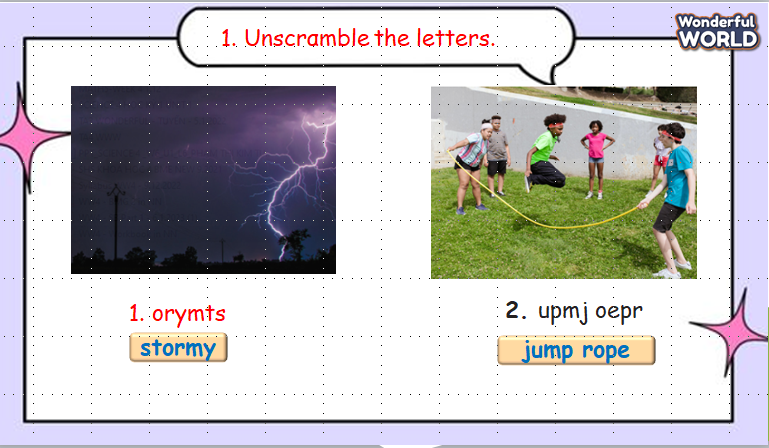 1. Unscramble the letters.
Wonderful
WORLD
1. orymts
2. upmj oepr
stormy
jump rope